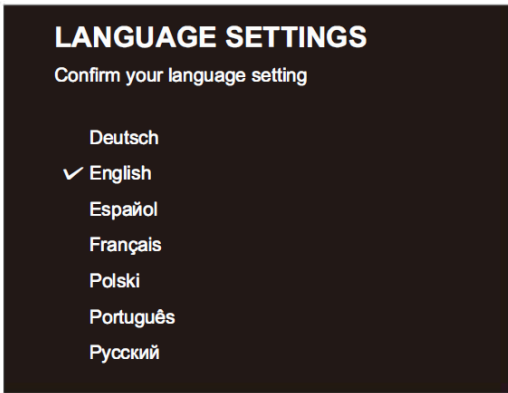 LANGUAGE SETTINGS
Confirm your language setting
Deutsch
✓ English
Espaйol
Français
Polski
Português
Русский